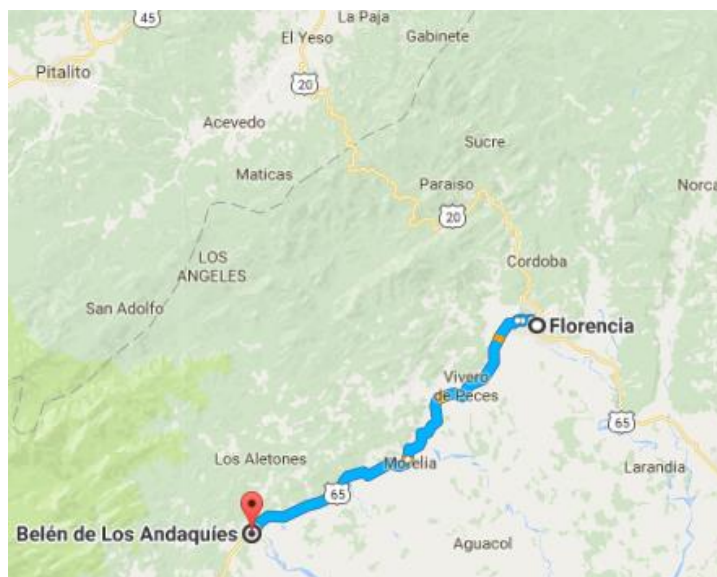 45
La Paja
El Yeso
Gabinete
Pitalito
20
Acevedo
Sucre
Maticas
Paraiso
Norca
20
LOS
ANGELES
Cordoba
San Adolfo
Florencia
Vivero
de Peces
65
Los Aletones
Morelia
Larandia
65
Belén de Los Andaquíes
Aguacol